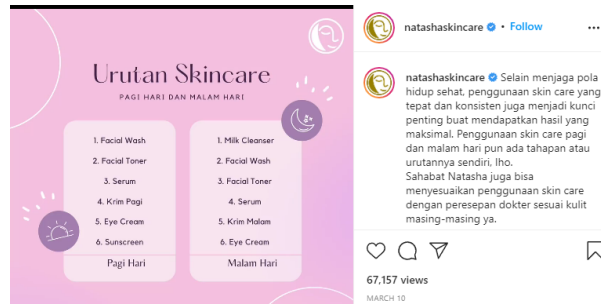 Urutan Skincare
PAGI HARI DAN MALAM HARI
1. Facial Wash
2. Facial Toner
3. Serum
4. Krim Pagi
5. Eye Cream
6. Sunscreen
Pagi Hari
1. Milk Cleanser
2. Facial Wash
3. Facial Toner
4. Serum
5. Krim Malam
6. Eye Cream
Malam Hari
natashaskincare • Follow
natashaskincare Selain menjaga pola
hidup sehat, penggunaan skin care yang
tepat dan konsisten juga menjadi kunci
penting buat mendapatkan hasil yang
maksimal. Penggunaan skin care pagi
dan malam hari pun ada tahapan atau
urutannya sendiri, lho.
Sahabat Natasha juga bisa
menyesuaikan penggunaan skin care
dengan peresepan dokter sesuai kulit
masing-masing ya.
67,157 views
MARCH 10